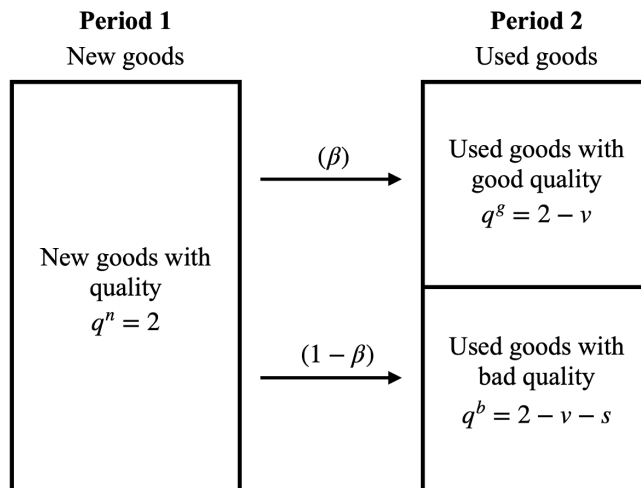 Period 1
New goods
Period 2
Used goods
New goods with
quality
qⁿ = 2
(β)
(1 − β)
Used goods with
good quality
q^g = 2 − v
Used goods with
bad quality
q^b = 2 − v − s